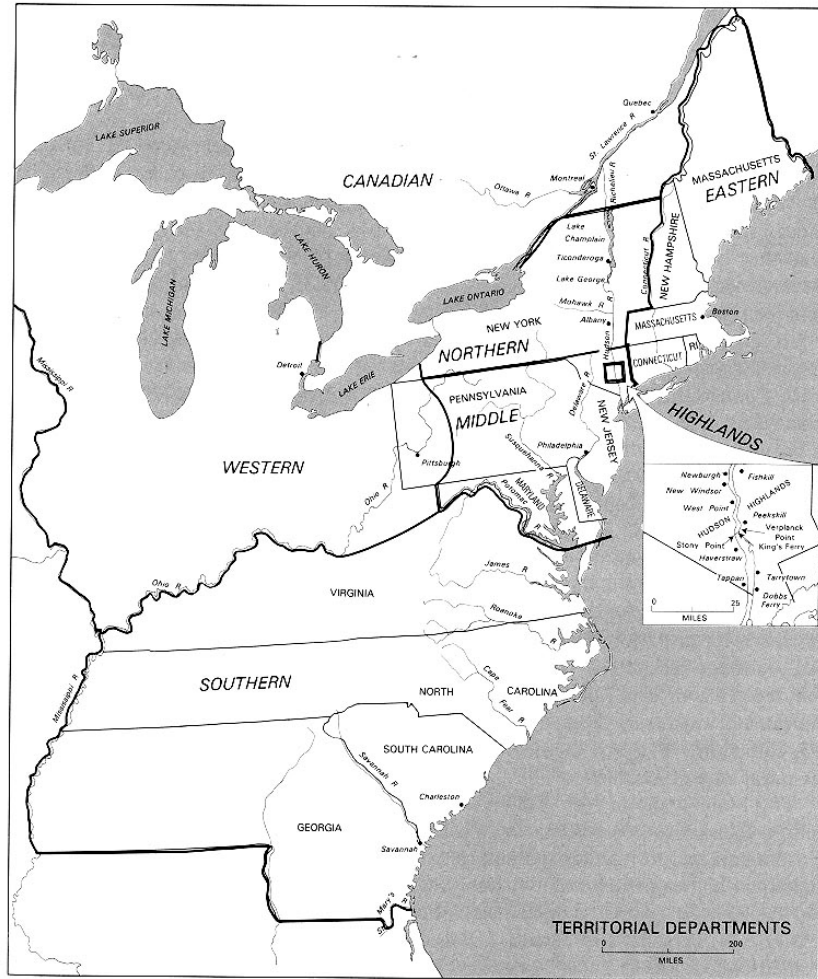 LAKE SUPERIOR
Quebec
St. Lawrence R
CANADIAN
Montreal
Ottawa R
Richelieu R
MASSACHUSETTS
EASTERN
LAKE MICHIGAN
LAKE HURON
LAKE ONTARIO
Lake
Champlain
Ticonderoga
Lake George
Connecticut R
NEW HAMPSHIRE
Mohawk R
Albany
MASSACHUSETTS
Boston
NEW YORK
NORTHERN
Hudson
CONNECTICUT
RI
Mississippi R
Detroit
LAKE ERIE
PENNSYLVANIA
MIDDLE
Delaware R
NEW JERSEY
HIGHLANDS
WESTERN
Pittsburgh
Susquehanna R
Philadelphia
Ohio R
MARYLAND
Potomac R
DELAWARE
Newburgh
Fishkill
New Windsor
HIGHLANDS
West Point
Peekskill
HUDSON
Verplanck
Point
Stony Point
King's Ferry
Haverstraw
Tappan
Tarrytown
Dobbs
Ferry
0 25
MILES
Ohio R
VIRGINIA
James R
Roanoke R
Mississippi R
SOUTHERN
NORTH CAROLINA
Cape Fear R
SOUTH CAROLINA
Savannah R
Charleston
GEORGIA
Savannah
St. Mary's R
TERRITORIAL DEPARTMENTS
0 200
MILES